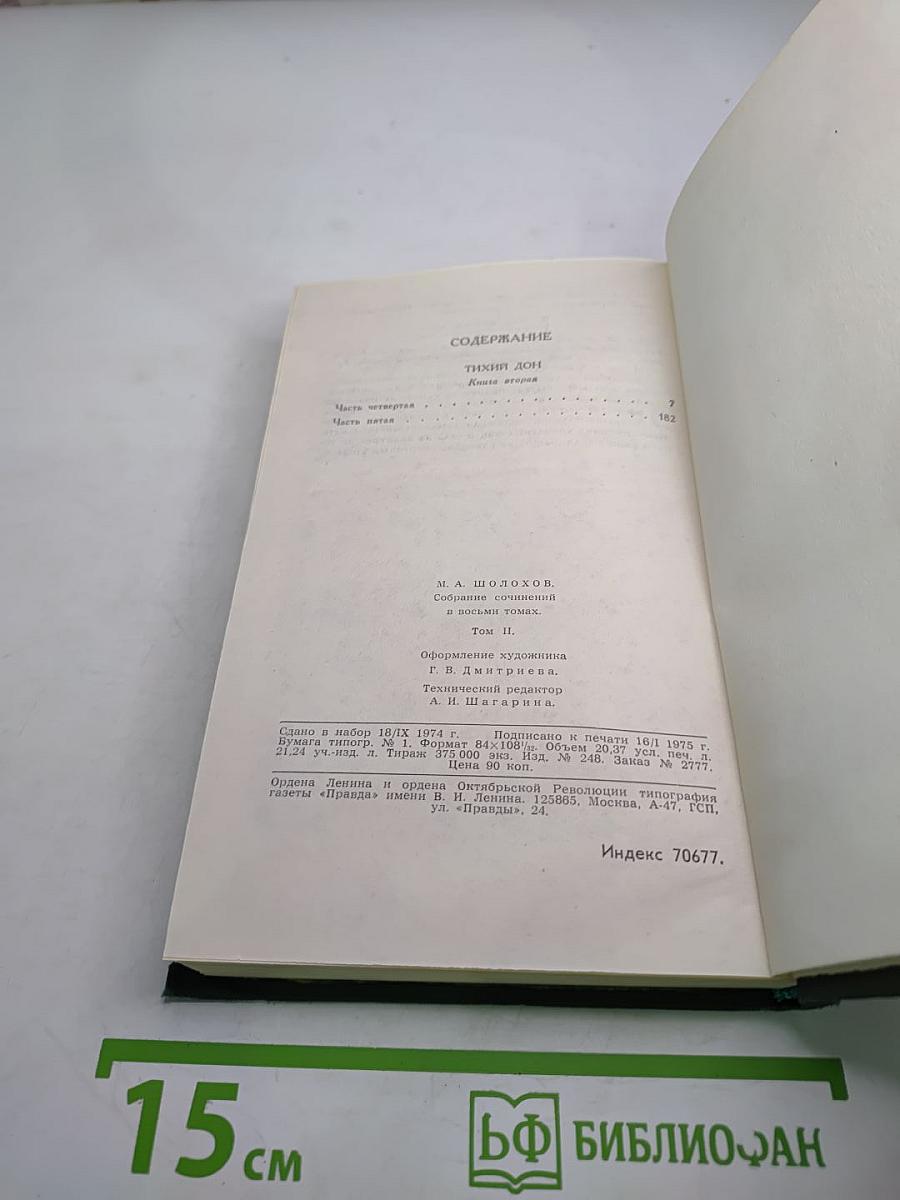 СОДЕРЖАНИЕ
ТИХИЙ ДОН
Книга вторая
Часть четвертая . . . . . . . . . . . . . . . . 7
Часть пятая . . . . . . . . . . . . . . . . . 182
М. А. ШОЛОХОВ.
Собрание сочинений
в восьми томах.
Том II.
Оформление художника
Г. В. Дмитриева.
Технический редактор
А. И. Шагарина.
Сдано в набор 18/IX 1974 г. Подписано к печати 16/I 1975 г.
Бумага типогр. № 1. Формат 84×108¹/₃₂. Объем 20,37 усл. печ. л.
21,24 уч.-изд. л. Тираж 375 000 экз. Изд. № 248. Заказ № 2777.
Цена 90 коп.
Ордена Ленина и ордена Октябрьской Революции типография
газеты «Правда» имени В. И. Ленина. 125865, Москва, А-47, ГСП,
ул. «Правды», 24.
Индекс 70677.
15 см
БФ БИБЛИОФАН